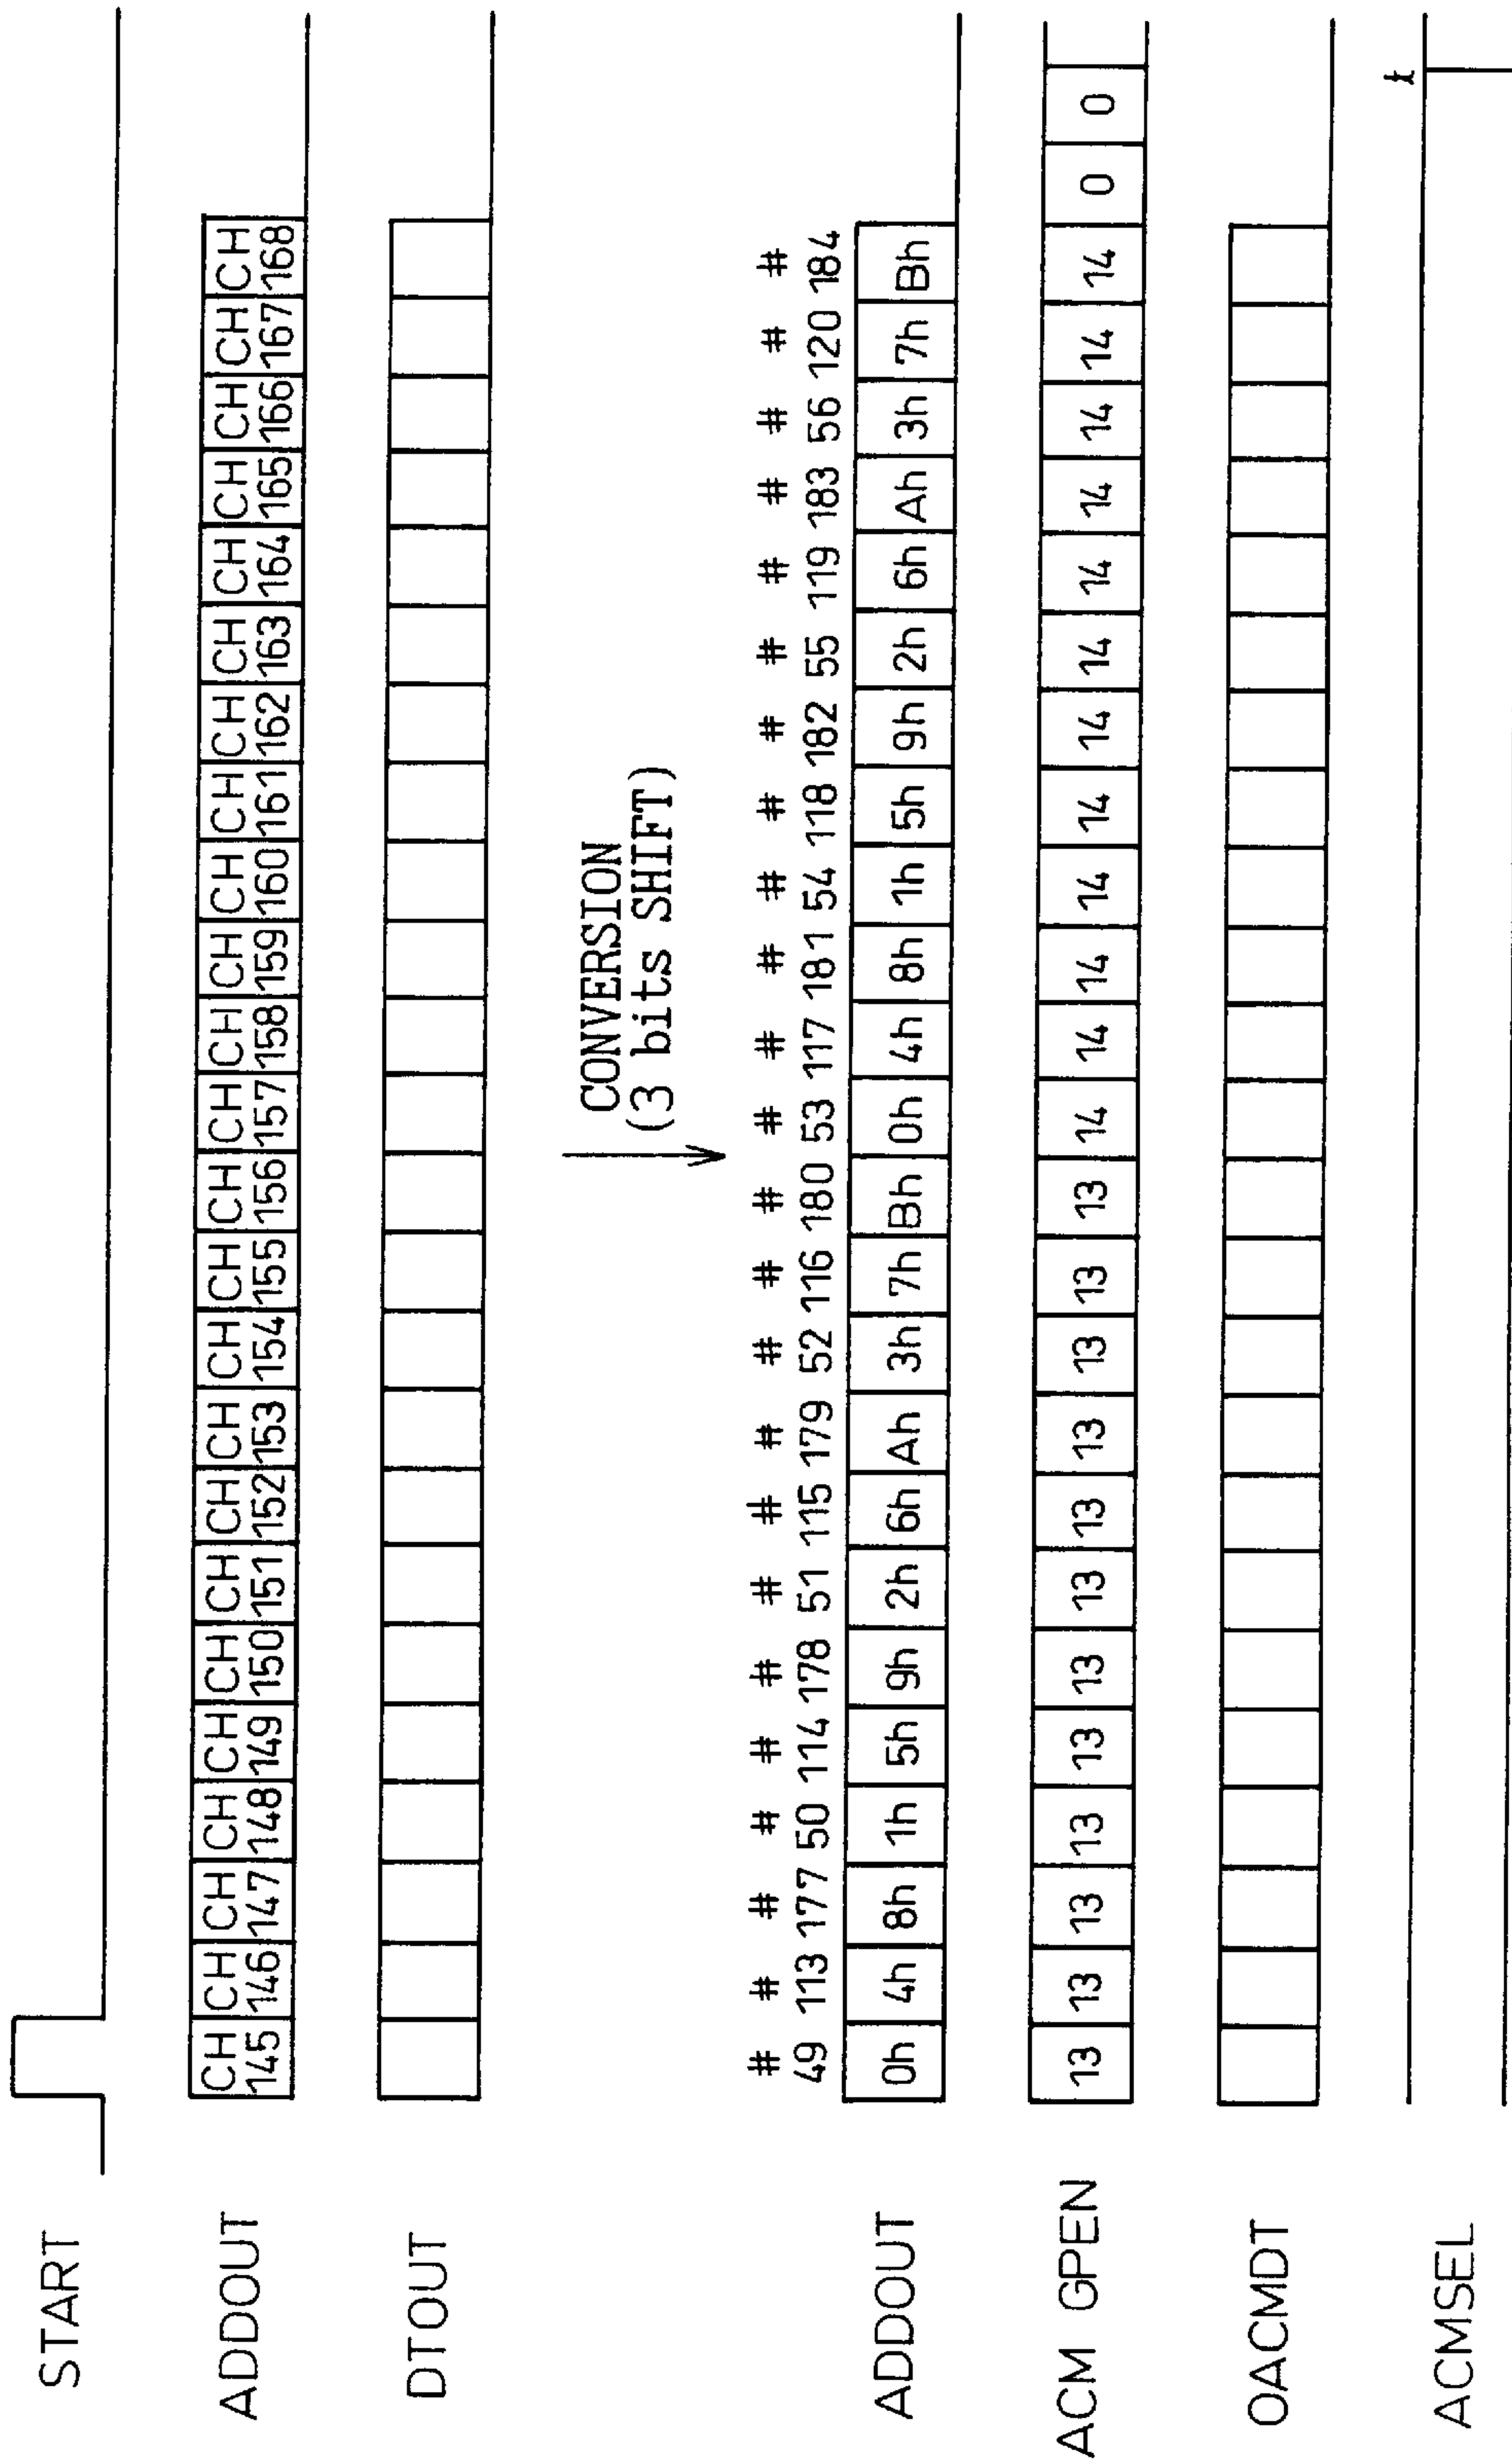 START
ADDOUT
CH 145 CH 146 CH 147 CH 148 CH 149 CH 150 CH 151 CH 152 CH 153 CH 154 CH 155 CH 156 CH 157 CH 158 CH 159 CH 160 CH 161 CH 162 CH 163 CH 164 CH 165 CH 166 CH 167 CH 168
DTOUT
CONVERSION
(3 bits SHIFT)
# # # # # # # # # # # # # # # # # # # # # # # #
49 113 177 50 114 178 51 115 179 52 116 180 53 117 181 54 118 182 55 119 183 56 120 184
ADDOUT 0h 4h 8h 1h 5h 9h 2h 6h Ah 3h 7h Bh 0h 4h 8h 1h 5h 9h 2h 6h Ah 3h 7h Bh
ACM GPEN 13 13 13 13 13 13 13 13 13 13 13 13 14 14 14 14 14 14 14 14 14 14 14 14 0 0
OACMDT
ACMSEL